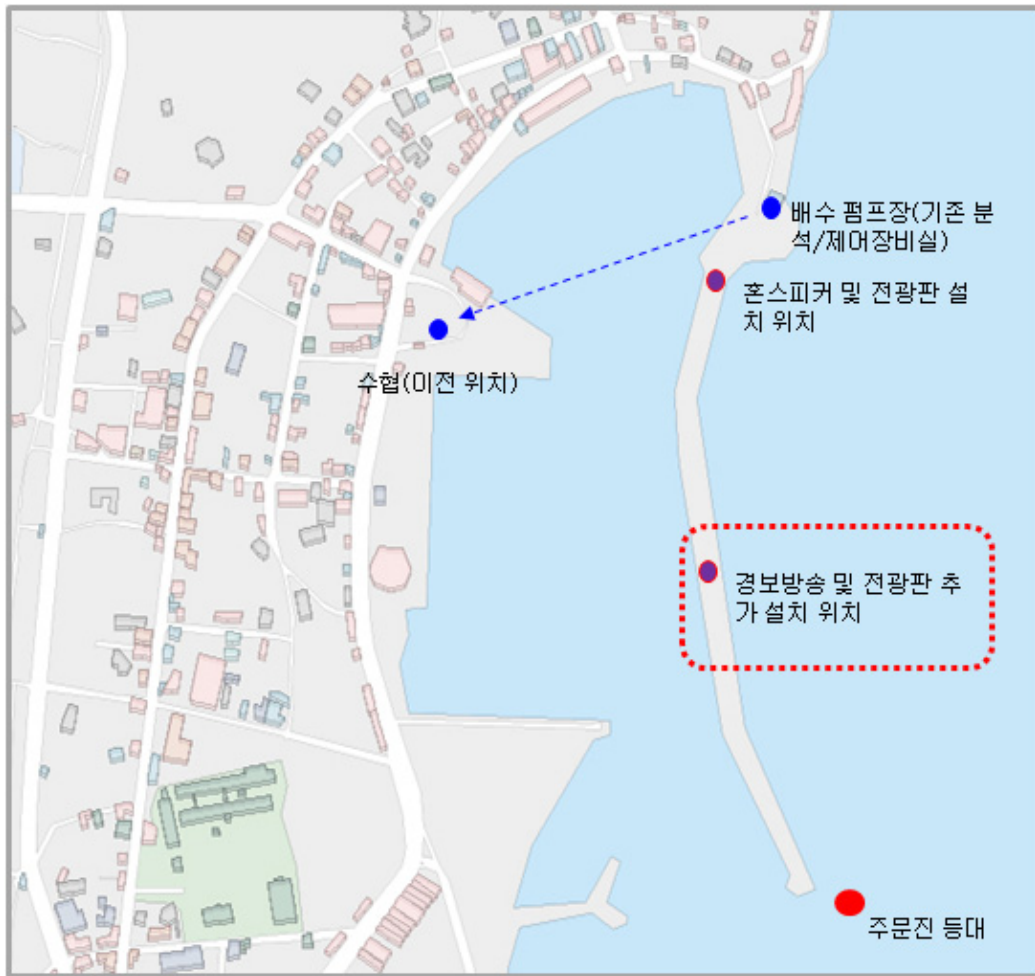 배수 펌프장(기존 분
석/제어장비실)
혼스피커 및 전광판 설
치 위치
수협(이전 위치)
경보방송 및 전광판 추
가 설치 위치
주문진 등대